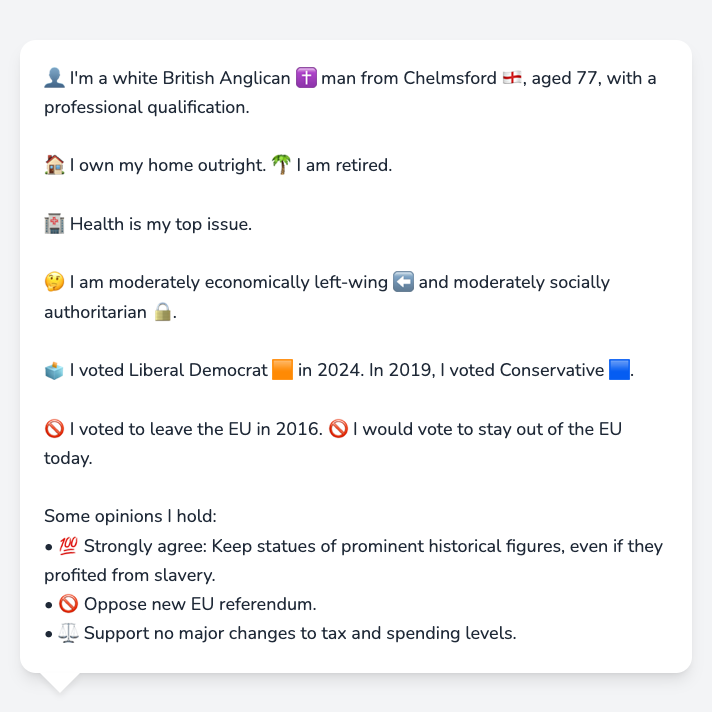 👤 I'm a white British Anglican ✝️ man from Chelmsford 🏴󠁧󠁢󠁥󠁮󠁧󠁿, aged 77, with a
professional qualification.
🏠 I own my home outright. 🌴 I am retired.
🏥 Health is my top issue.
🤔 I am moderately economically left-wing ⬅️ and moderately socially
authoritarian 🔒.
🗳️ I voted Liberal Democrat 🟧 in 2024. In 2019, I voted Conservative 🟦.
🚫 I voted to leave the EU in 2016. 🚫 I would vote to stay out of the EU
today.
Some opinions I hold:
• 💯 Strongly agree: Keep statues of prominent historical figures, even if they
profited from slavery.
• 🚫 Oppose new EU referendum.
• ⚖️ Support no major changes to tax and spending levels.